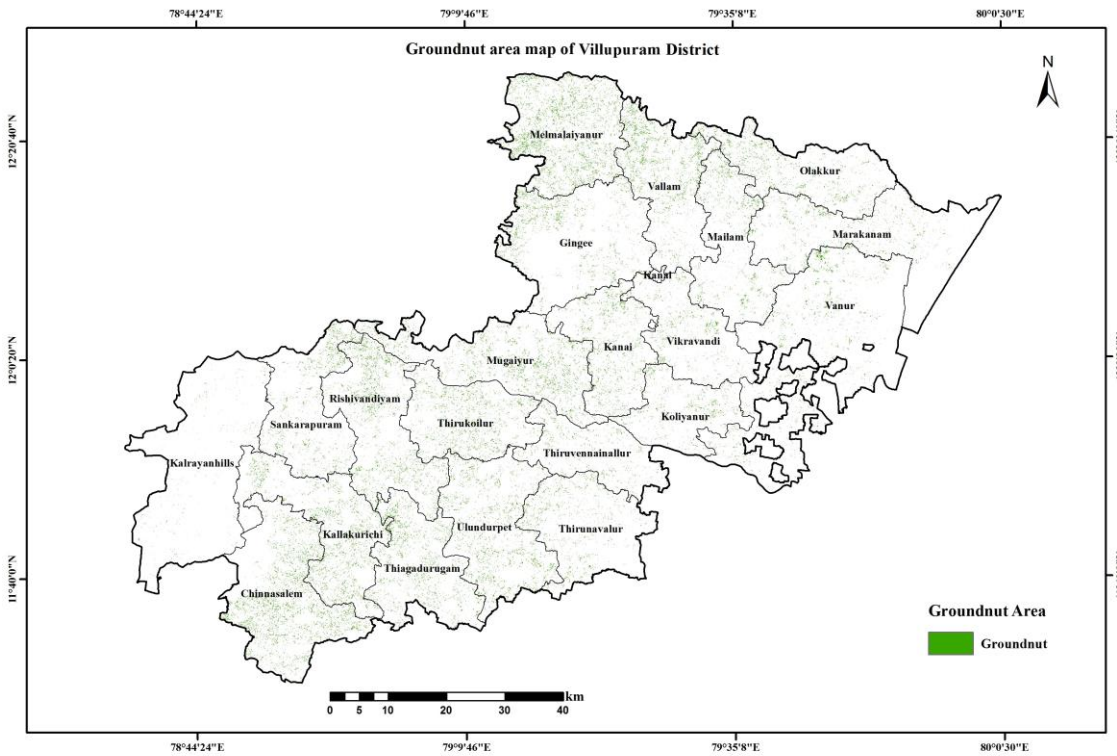 78°44'24"E
79°9'46"E
79°35'8"E
80°0'30"E
Groundnut area map of Villupuram District
N
12°20'40"N
Melmalaiyanur
Olakkur
Vallam
Marakanam
Mailam
Gingee
Kanai
Vanur
12°0'20"N
Mugaiyur
Kanai
Vikravandi
Rishivandiyam
Koliyanur
Thirukoilur
Sankarapuram
Thiruvennainallur
Kalrayanhills
Ulundurpet
Thirunavalur
Kallakurichi
Thiagadurugam
11°40'0"N
Chinnasalem
Groundnut Area
Groundnut
km
0 5 10 20 30 40
78°44'24"E
79°9'46"E
79°35'8"E
80°0'30"E